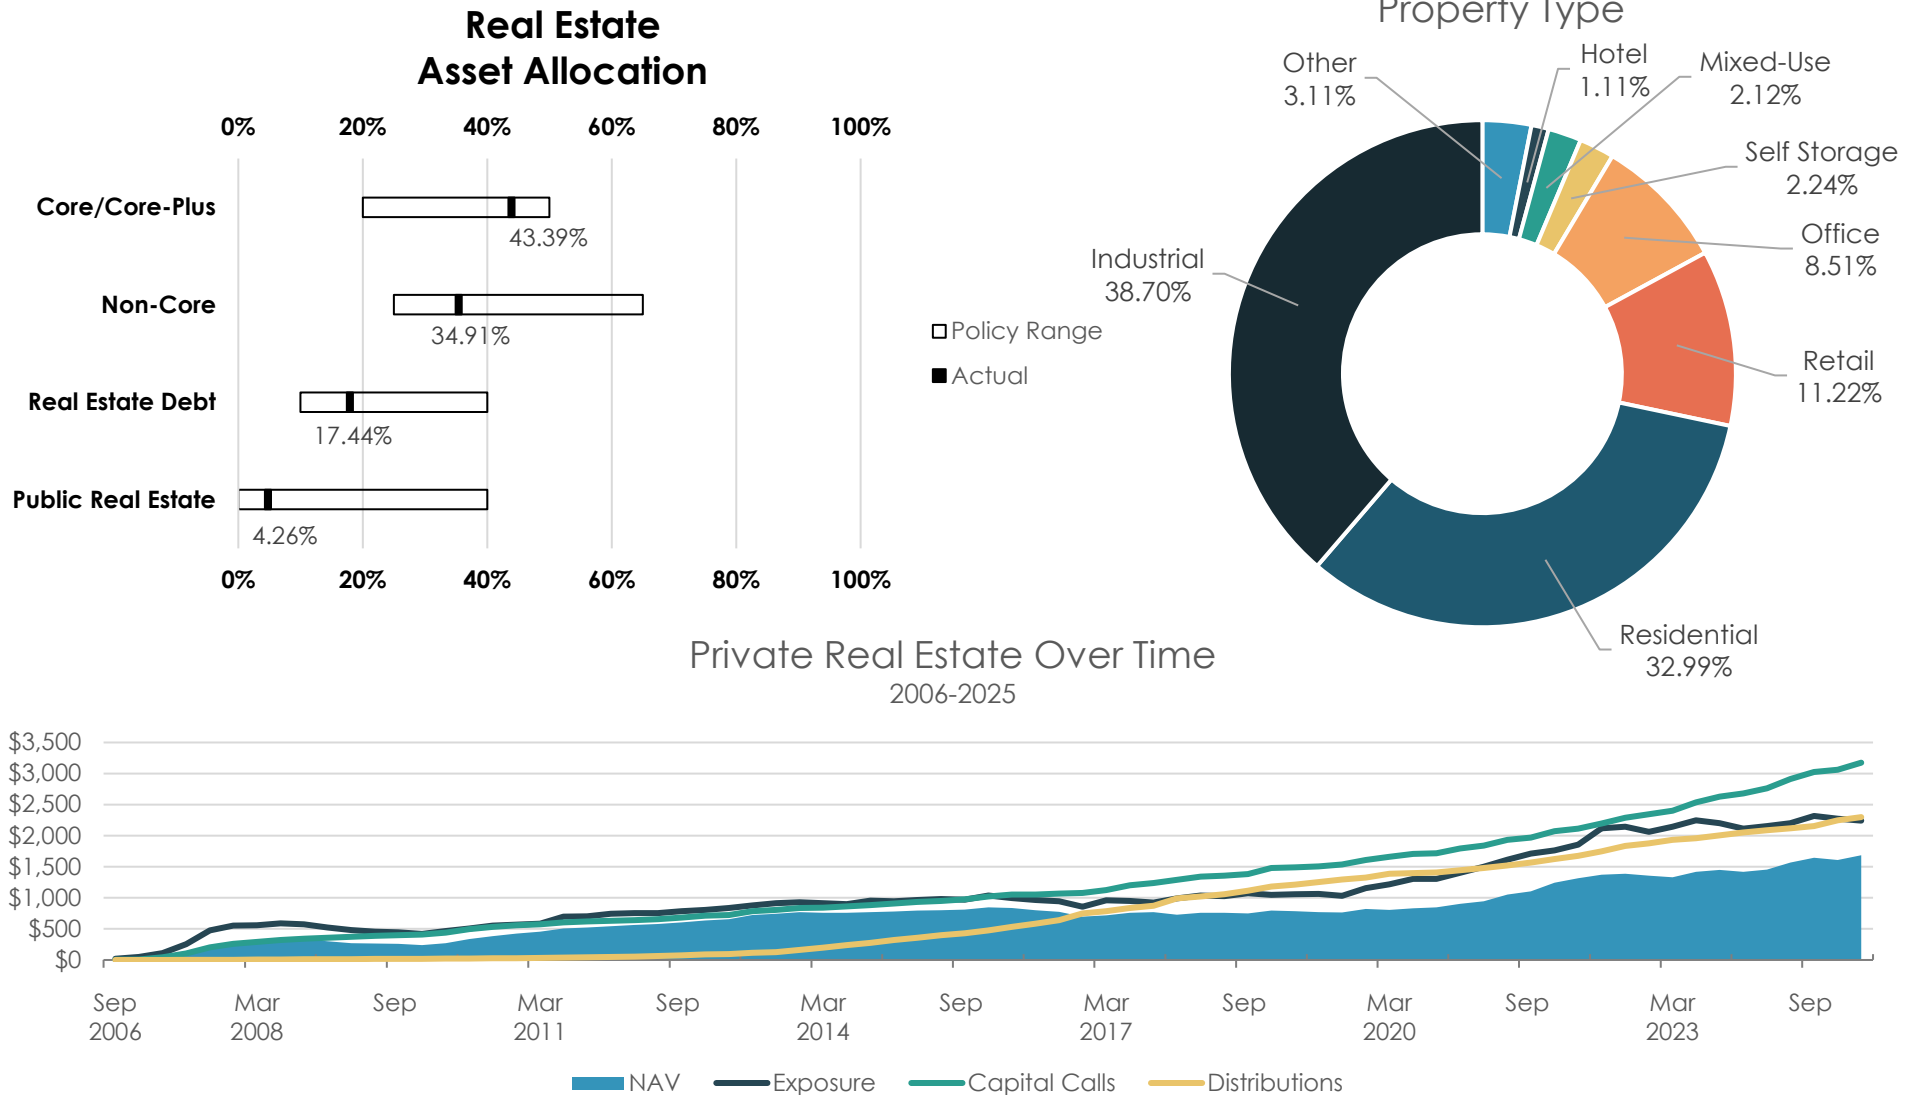 Real Estate
Asset Allocation
0% 20% 40% 60% 80% 100%
Core/Core-Plus
43.39%
Non-Core
34.91%
Real Estate Debt
17.44%
Public Real Estate
4.26%
0% 20% 40% 60% 80% 100%
Policy Range
Actual
Property Type
Other
3.11%
Hotel
1.11%
Mixed-Use
2.12%
Self Storage
2.24%
Office
8.51%
Retail
11.22%
Residential
32.99%
Industrial
38.70%
Private Real Estate Over Time
2006-2025
$3,500
$3,000
$2,500
$2,000
$1,500
$1,000
$500
$0
Sep Mar Sep Mar Sep Mar Sep Mar Sep Mar Sep Mar Sep
2006 2008 2011 2014 2017 2020 2023
NAV Exposure Capital Calls Distributions